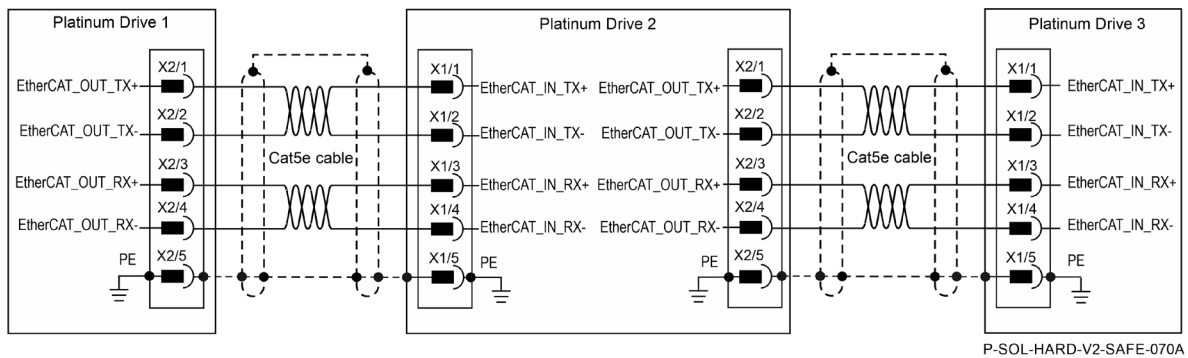 Platinum Drive 1
Platinum Drive 2
Platinum Drive 3
X2/1
X1/1
X2/1
X1/1
EtherCAT_OUT_TX+
EtherCAT_IN_TX+
EtherCAT_OUT_TX+
EtherCAT_IN_TX+
X2/2
X1/2
X2/2
X1/2
EtherCAT_OUT_TX-
EtherCAT_IN_TX-
EtherCAT_OUT_TX-
EtherCAT_IN_TX-
Cat5e cable
Cat5e cable
X2/3
X1/3
X2/3
X1/3
EtherCAT_OUT_RX+
EtherCAT_IN_RX+
EtherCAT_OUT_RX+
EtherCAT_IN_RX+
X2/4
X1/4
X2/4
X1/4
EtherCAT_OUT_RX-
EtherCAT_IN_RX-
EtherCAT_OUT_RX-
EtherCAT_IN_RX-
PE
X2/5
X1/5
PE
PE
X2/5
X1/5
PE
P-SOL-HARD-V2-SAFE-070A